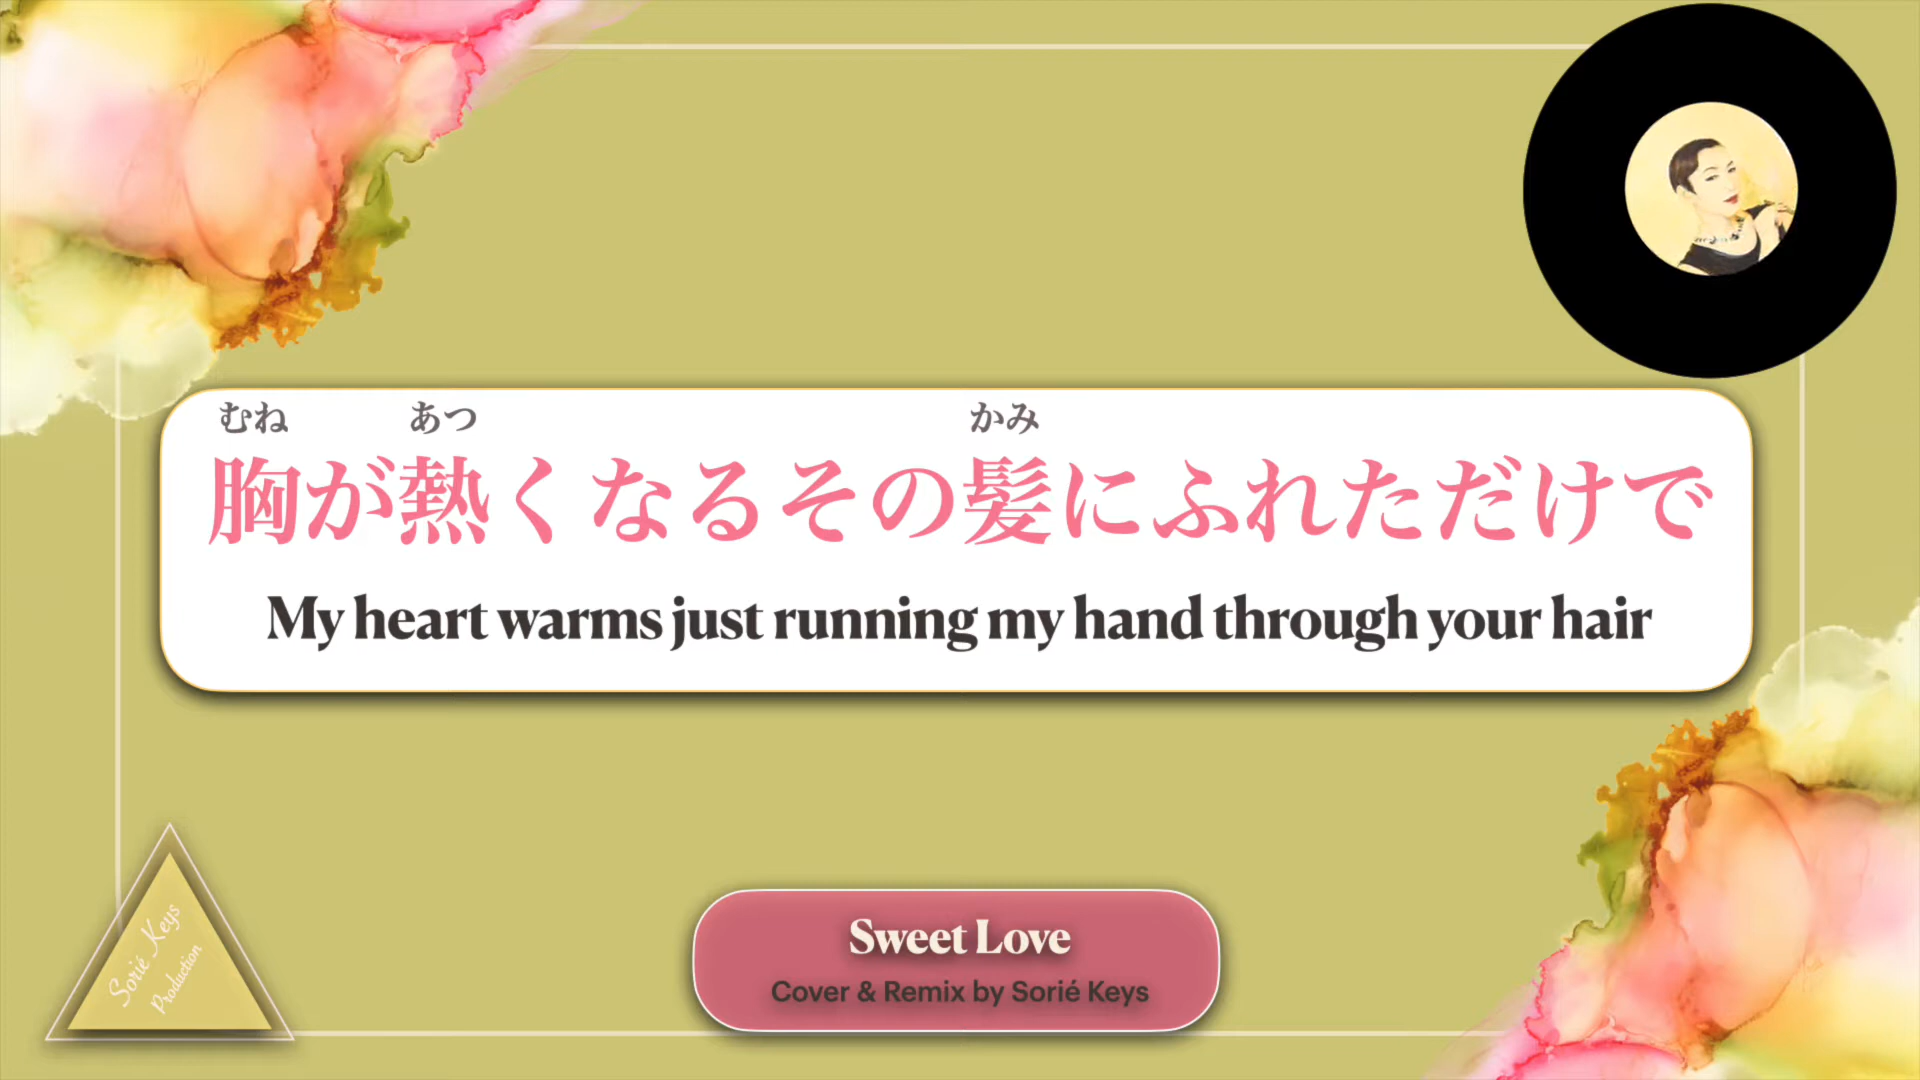 むね あつ かみ
胸が熱くなるその髪にふれただけで
My heart warms just running my hand through your hair
Sweet Love
Cover & Remix by Sorié Keys
Sorié Keys
Production